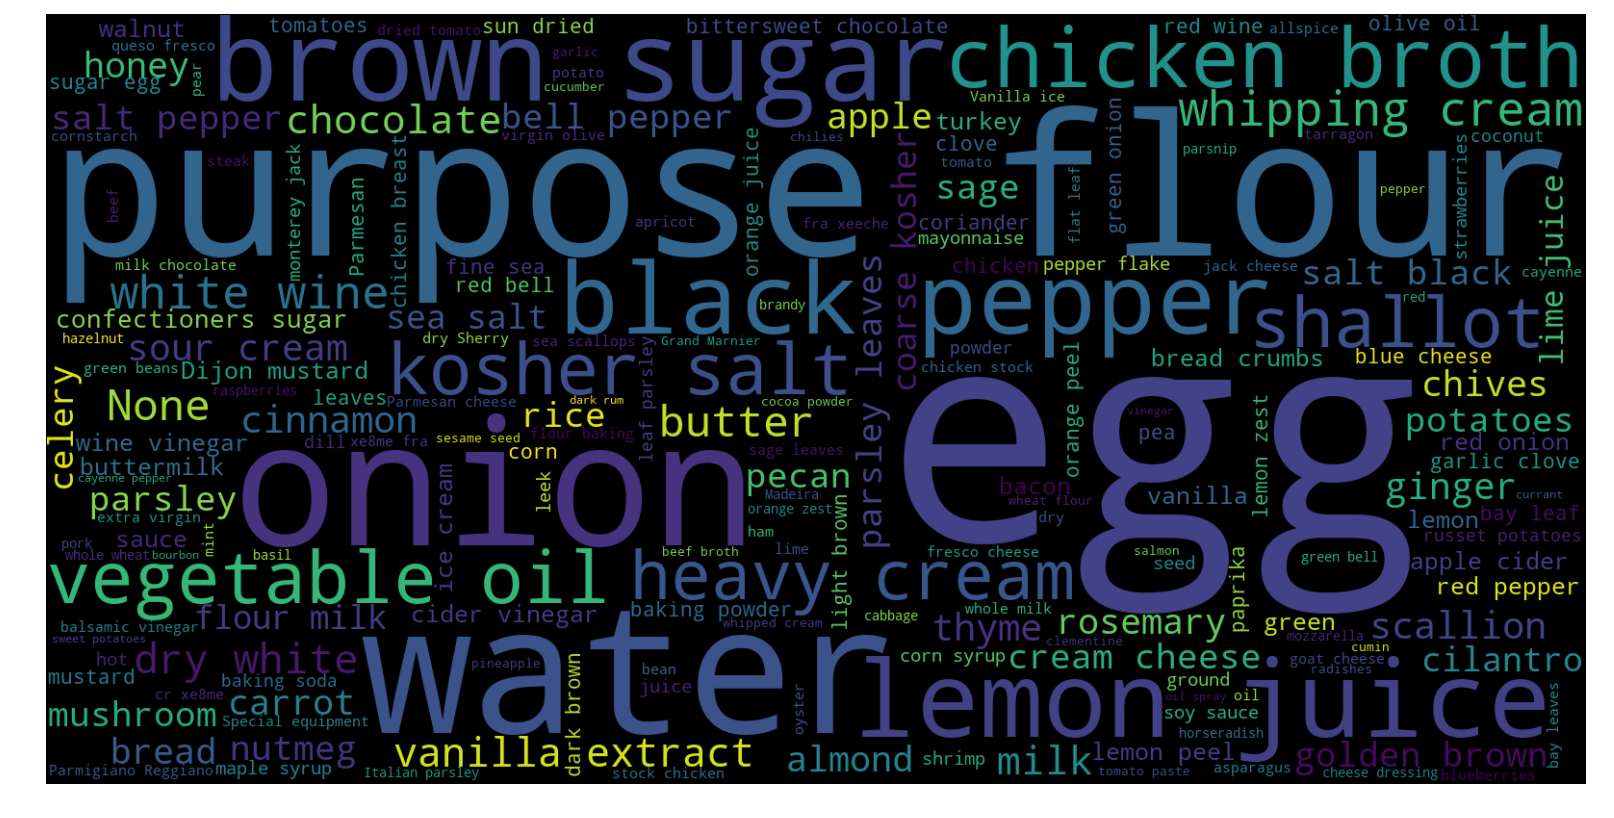 walnut
tomatoes
dried tomato
sun dried
bittersweet chocolate
red wine
allspice
olive oil
queso fresco
brown sugar
garlic
chicken broth
honey
pear
potato
sugar egg
cucumber
Vanilla ice
whipping cream
salt pepper
chocolate
bell pepper
apple
turkey
green onion
cornstarch
virgin olive
chilies
clove
tarragon
coconut
purpose flour
steak
monterey jack
chicken breast
orange juice
tomato
parsnip
strawberries
beef
Parmesan
coarse kosher
sage
flat leaf
pepper
lime juice
apricot
fra xeeche
coriander
mayonnaise
milk chocolate
fine sea
black pepper
parsley leaves
chicken
pepper flake
jack cheese
salt black
cayenne
white wine
red bell
brandy
red
confectioners sugar
sea salt
shallot
hazelnut
sour cream
dry Sherry
sea scallops
Grand Marnier
powder
orange peel
bread crumbs
blue cheese
green beans
Dijon mustard
kosher salt
leaf parsley
chicken stock
egg
celery
raspberries
leaves
Parmesan cheese
dark rum
cocoa powder
chives
None
cinnamon
rice
butter
vinegar
lemon zest
potatoes
wine vinegar
dill
xe8me fra
sesame seed
flour baking
pea
red onion
buttermilk
onion
corn
sage leaves
garlic clove
cayenne pepper
ice cream
leek
pecan
bacon
vanilla
ginger
currant
parsley
Madeira
light brown
wheat flour
extra virgin
mint
orange zest
dry
lemon
bay leaf
pork
sauce
ham
russet potatoes
whole wheat
bourbon
basil
beef broth
lime
fresco cheese
salmon
paprika
green bell
apple cider
vegetable oil
heavy cream
seed
red pepper
flour milk
cider vinegar
baking powder
cabbage
whole milk
balsamic vinegar
whipped cream
thyme
rosemary
green
scallion
sweet potatoes
water
clementine
mozzarella
hot
dry white
pineapple
dark brown
bean
lemon juice
corn syrup
cream cheese
cumin
goat cheese
cilantro
mustard
baking soda
juice
ground
radishes
cr xe8me
carrot
oil spray
oil
bay leaves
mushroom
Special equipment
oyster
soy sauce
horseradish
bread
nutmeg
vanilla extract
almond
shrimp
milk
lemon peel
golden brown
Parmigiano Reggiano
maple syrup
Italian parsley
stock chicken
tomato paste
asparagus
cheese dressing
blueberries